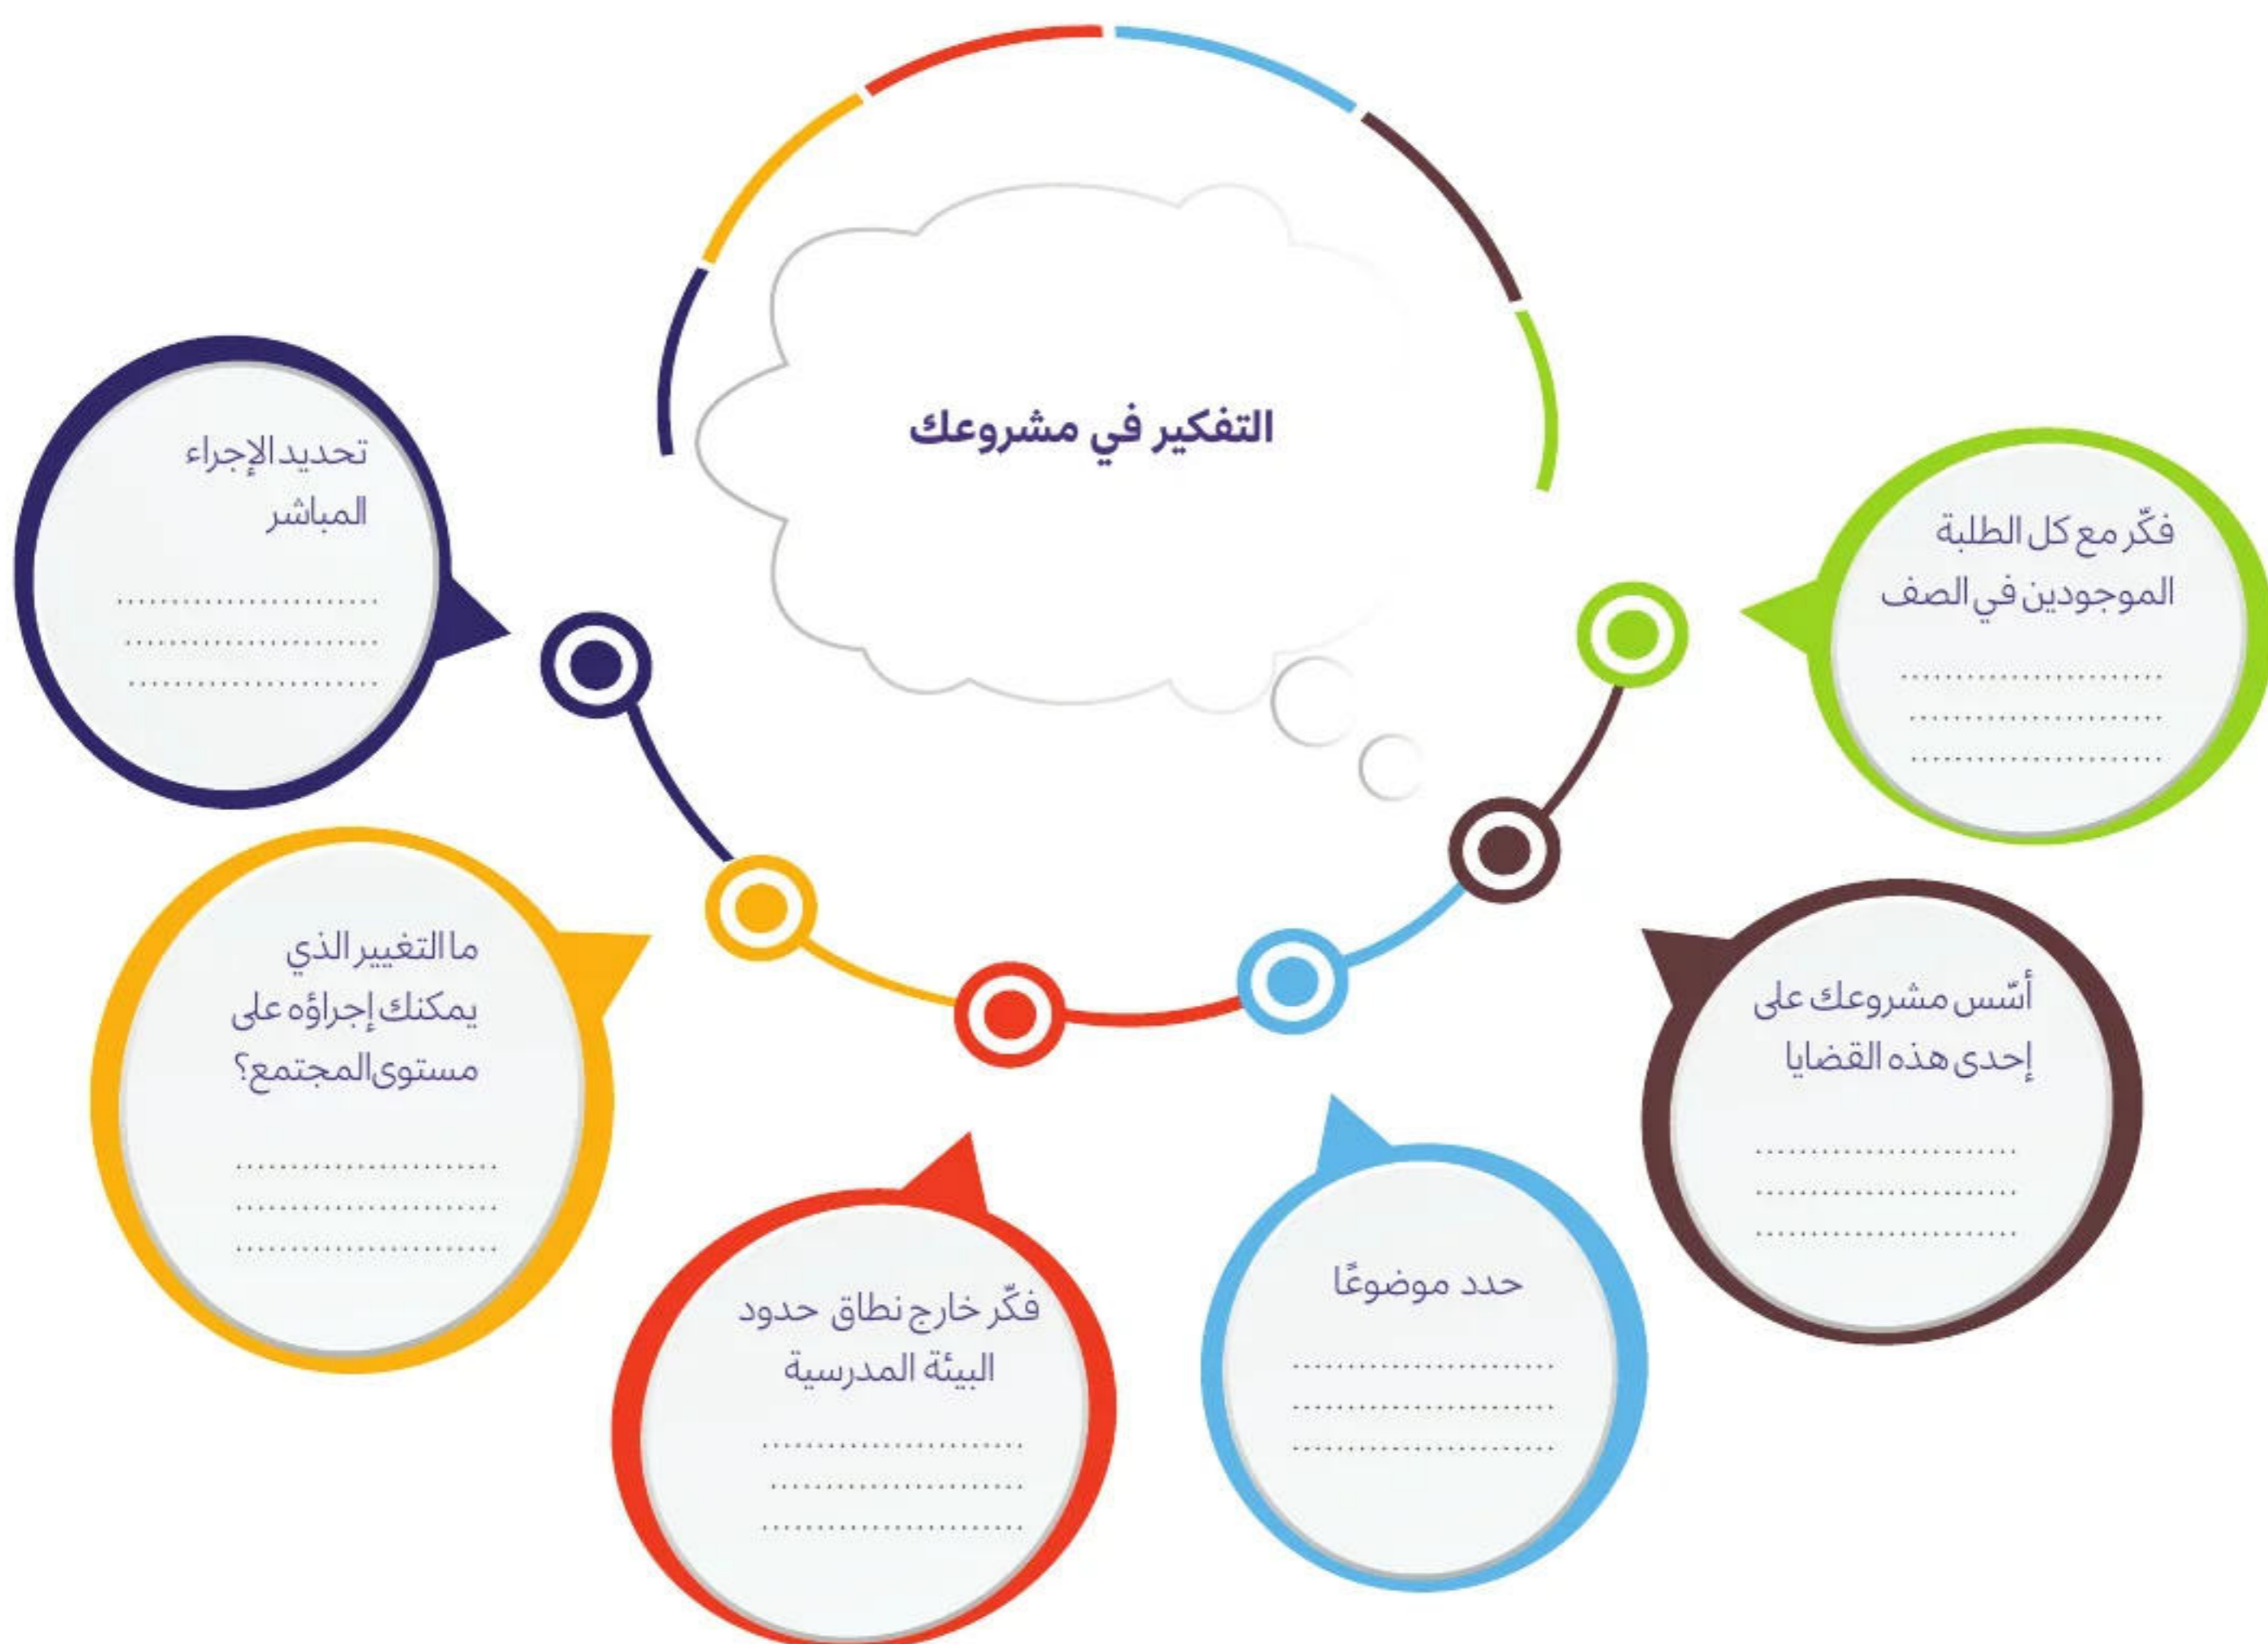 التفكير في مشروعك
فكّر مع كل الطلبة
الموجودين في الصف
أسّس مشروعك على
إحدى هذه القضايا
حدد موضوعًا
فكّر خارج نطاق حدود
البيئة المدرسية
ما التغيير الذي
يمكنك إجراؤه على
مستوى المجتمع؟
تحديد الإجراء
المباشر